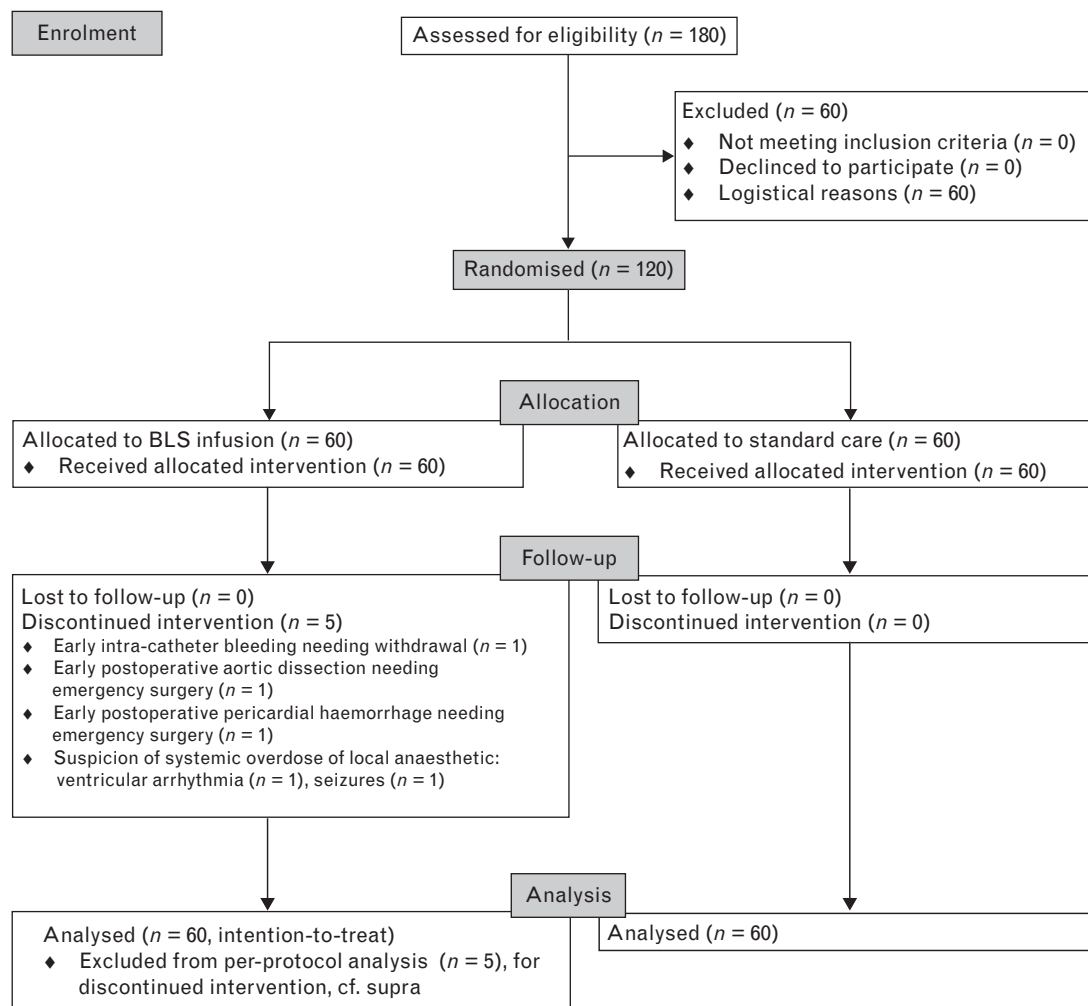 Enrolment
Assessed for eligibility (n = 180)
Excluded (n = 60)
♦ Not meeting inclusion criteria (n = 0)
♦ Declinced to participate (n = 0)
♦ Logistical reasons (n = 60)
Randomised (n = 120)
Allocation
Allocated to BLS infusion (n = 60)
♦ Received allocated intervention (n = 60)
Allocated to standard care (n = 60)
♦ Received allocated intervention (n = 60)
Follow-up
Lost to follow-up (n = 0)
Discontinued intervention (n = 5)
♦ Early intra-catheter bleeding needing withdrawal (n = 1)
♦ Early postoperative aortic dissection needing
emergency surgery (n = 1)
♦ Early postoperative pericardial haemorrhage needing
emergency surgery (n = 1)
♦ Suspicion of systemic overdose of local anaesthetic:
ventricular arrhythmia (n = 1), seizures (n = 1)
Lost to follow-up (n = 0)
Discontinued intervention (n = 0)
Analysis
Analysed (n = 60, intention-to-treat)
♦ Excluded from per-protocol analysis (n = 5), for
discontinued intervention, cf. supra
Analysed (n = 60)